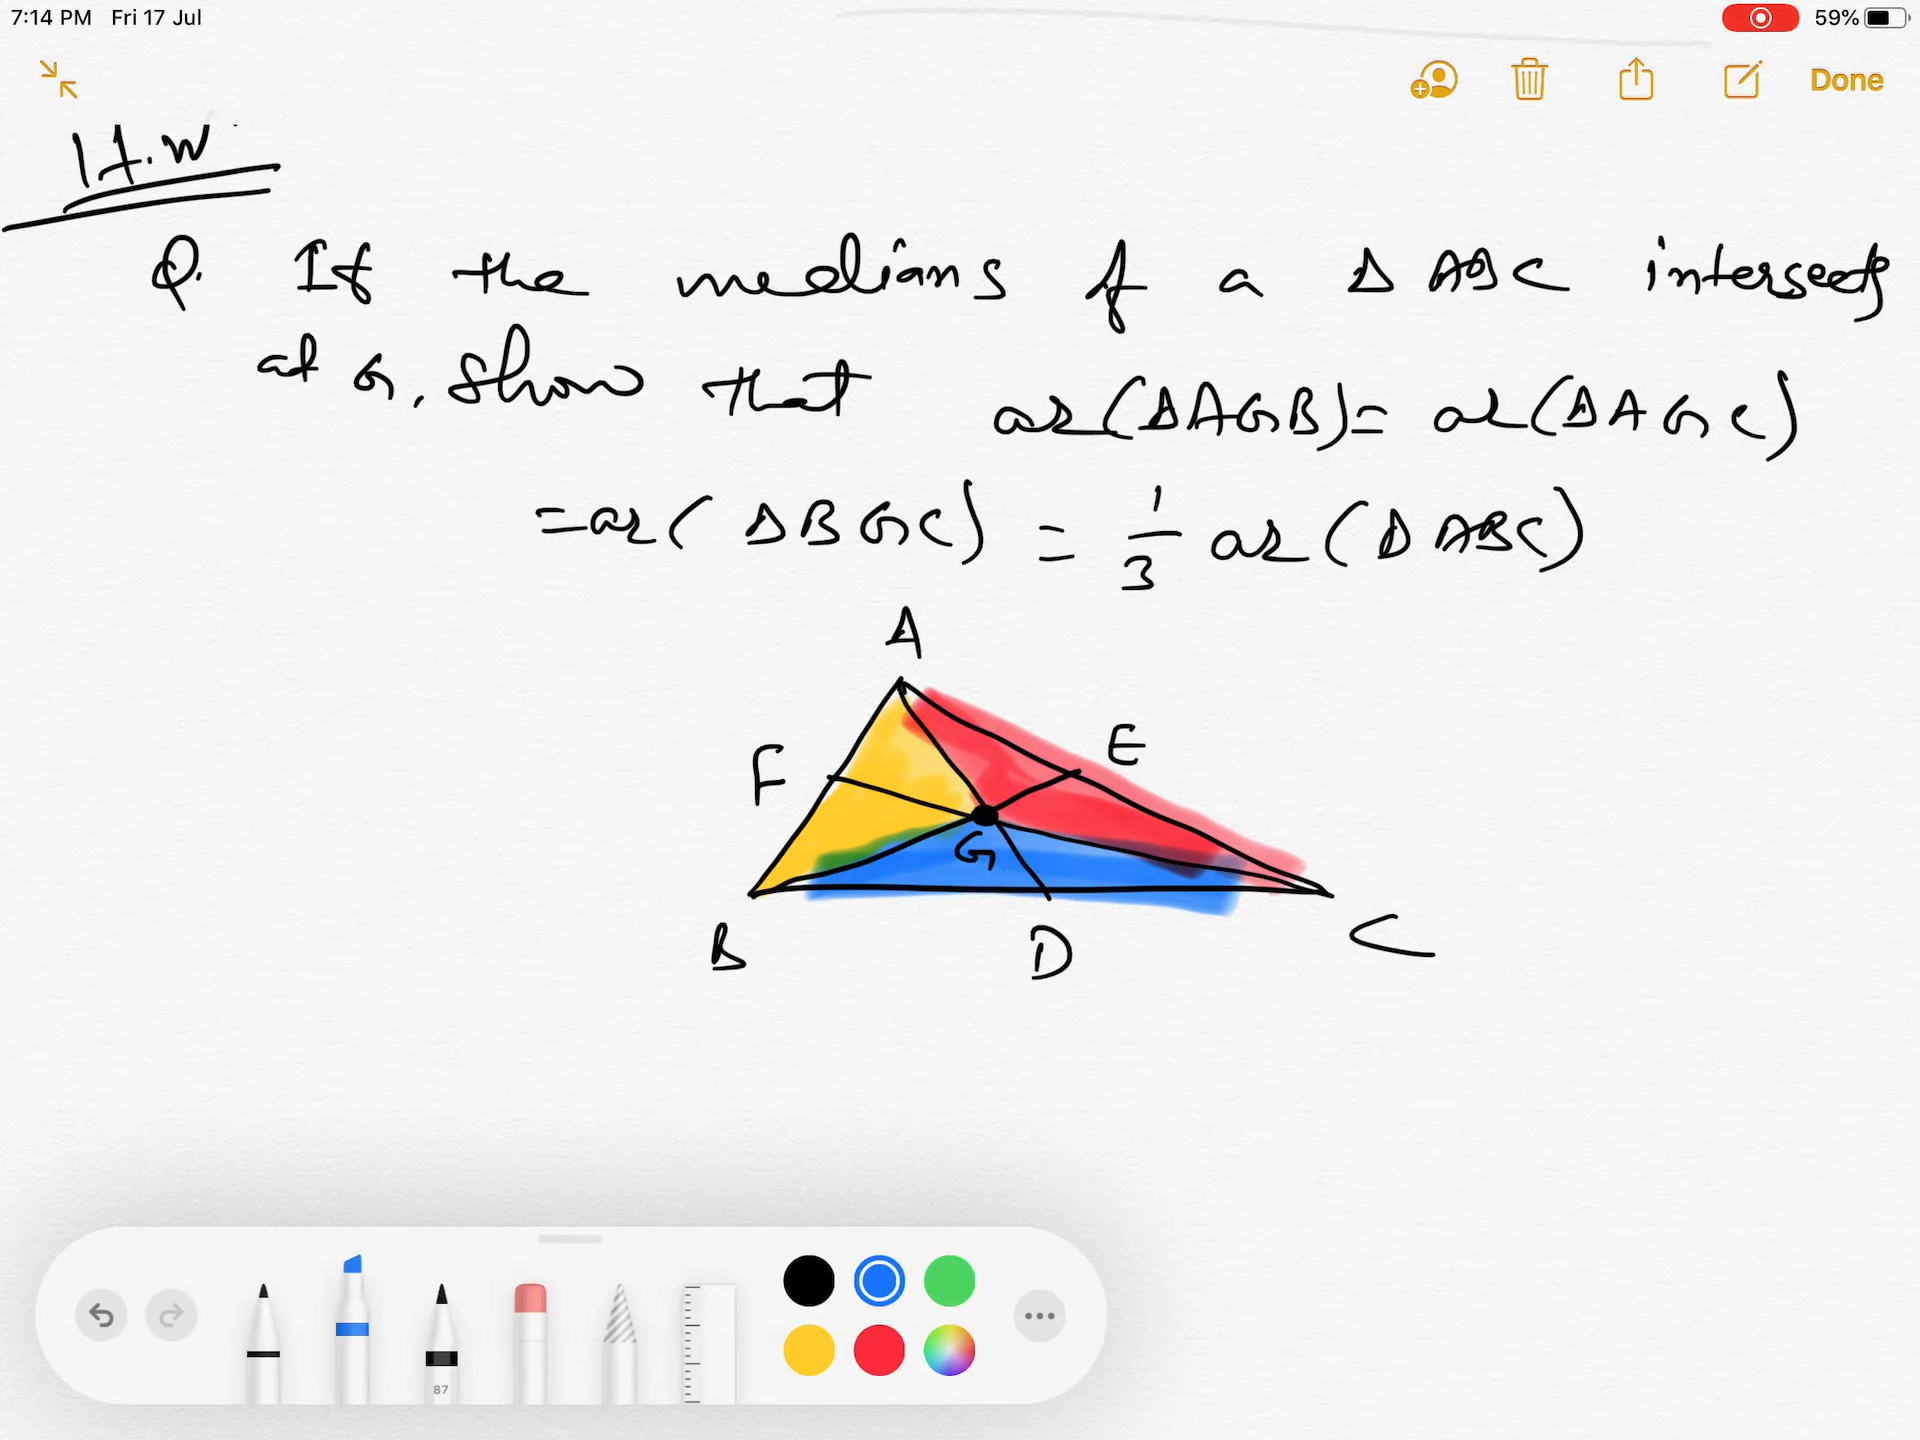 7:14 PM Fri 17 Jul 59%
Done
H.W
Q. If the medians of a Δ ABC intersects
at G, show that ar(ΔAGB) = ar(ΔAGC)
= ar(ΔBGC) = 1/3 ar(ΔABC)
A
F E
G
B D C
87